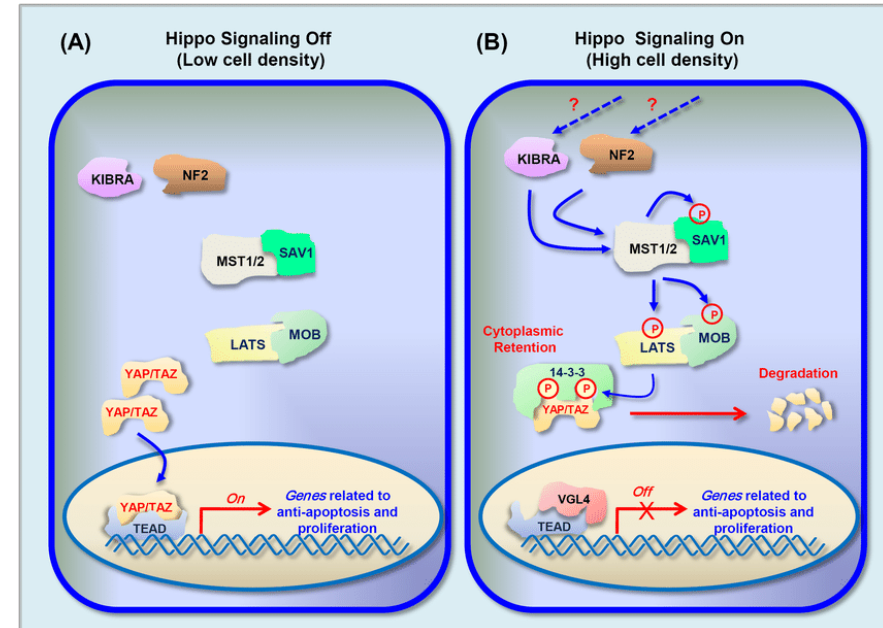 (A)
Hippo Signaling Off
(Low cell density)
KIBRA
NF2
MST1/2
SAV1
LATS
MOB
YAP/TAZ
YAP/TAZ
YAP/TAZ
TEAD
On
Genes related to
anti-apoptosis and
proliferation
(B)
Hippo Signaling On
(High cell density)
?
?
KIBRA
NF2
P
MST1/2
SAV1
P
P
LATS
MOB
Cytoplasmic
Retention
14-3-3
P
P
YAP/TAZ
Degradation
VGL4
TEAD
Off
Genes related to
anti-apoptosis and
proliferation